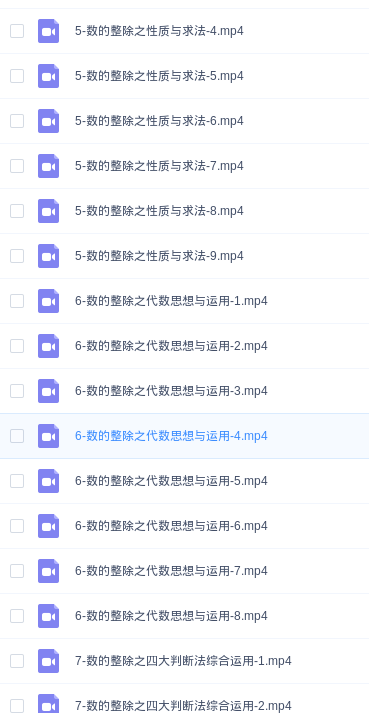 5-数的整除之性质与求法-4.mp4
5-数的整除之性质与求法-5.mp4
5-数的整除之性质与求法-6.mp4
5-数的整除之性质与求法-7.mp4
5-数的整除之性质与求法-8.mp4
5-数的整除之性质与求法-9.mp4
6-数的整除之代数思想与运用-1.mp4
6-数的整除之代数思想与运用-2.mp4
6-数的整除之代数思想与运用-3.mp4
6-数的整除之代数思想与运用-4.mp4
6-数的整除之代数思想与运用-5.mp4
6-数的整除之代数思想与运用-6.mp4
6-数的整除之代数思想与运用-7.mp4
6-数的整除之代数思想与运用-8.mp4
7-数的整除之四大判断法综合运用-1.mp4
7-数的整除之四大判断法综合运用-2.mp4